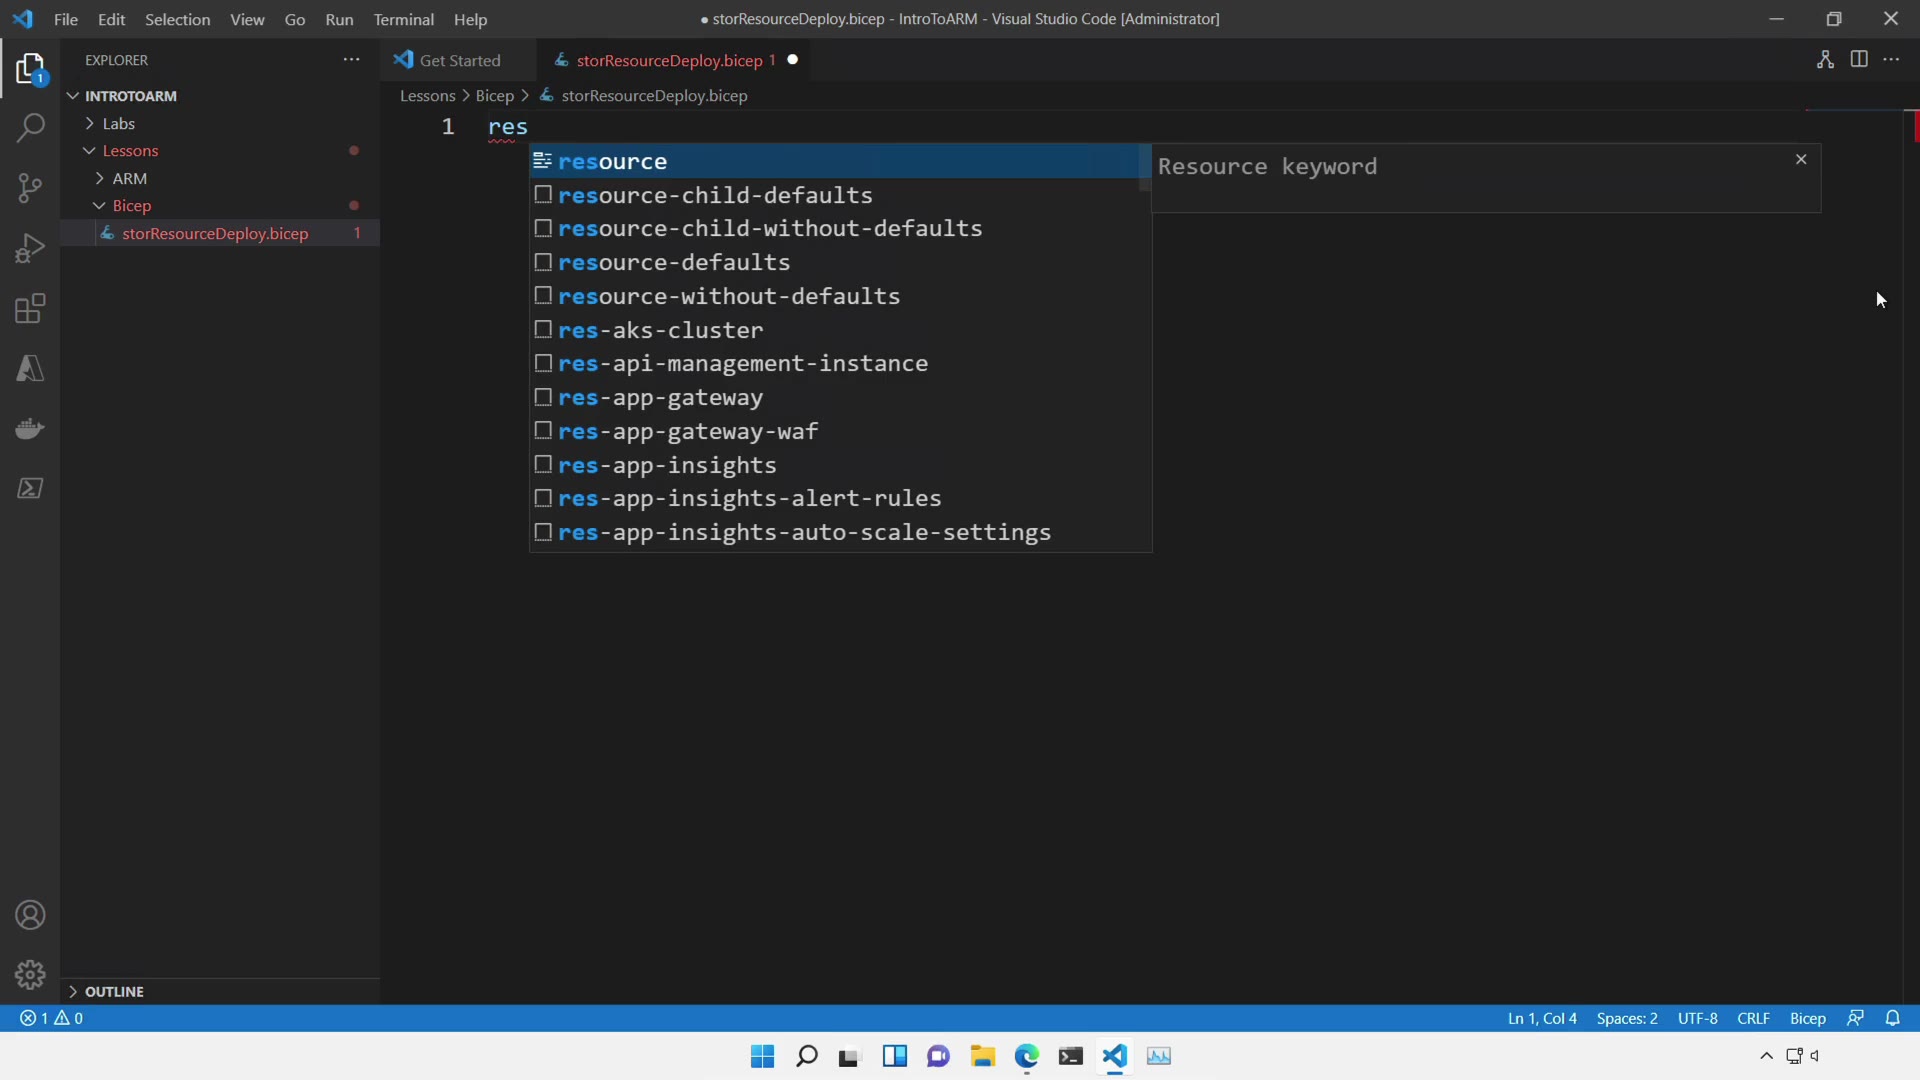 File Edit Selection View Go Run Terminal Help
● storResourceDeploy.bicep - IntroToARM - Visual Studio Code [Administrator]
EXPLORER
Get Started
storResourceDeploy.bicep 1
1
INTROTOARM
Lessons > Bicep > storResourceDeploy.bicep
Labs
Lessons
ARM
Bicep
storResourceDeploy.bicep 1
1 res
resource
Resource keyword
resource-child-defaults
resource-child-without-defaults
resource-defaults
resource-without-defaults
res-aks-cluster
res-api-management-instance
res-app-gateway
res-app-gateway-waf
res-app-insights
res-app-insights-alert-rules
res-app-insights-auto-scale-settings
OUTLINE
1 0
Ln 1, Col 4 Spaces: 2 UTF-8 CRLF Bicep